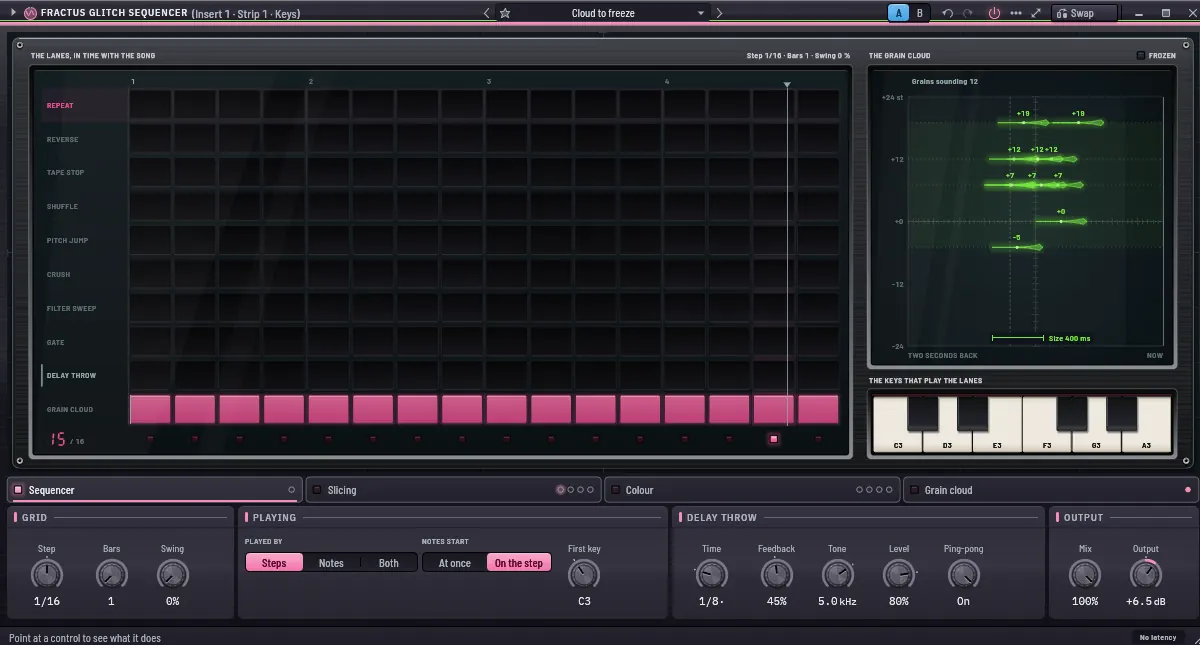 FRACTUS GLITCH SEQUENCER (Insert 1 · Strip 1 · Keys)
Cloud to freeze
A B
Swap
THE LANES, IN TIME WITH THE SONG
Step 1/16 · Bars 1 · Swing 0 %
1 2 3 4
REPEAT
REVERSE
TAPE STOP
SHUFFLE
PITCH JUMP
CRUSH
FILTER SWEEP
GATE
DELAY THROW
GRAIN CLOUD
15 / 16
THE GRAIN CLOUD
FROZEN
Grains sounding 12
+24 st
+19 +19
+12
+12 +12 +12
+7 +7 +7
+0
+0
-5
-12
-24
Size 400 ms
TWO SECONDS BACK
NOW
THE KEYS THAT PLAY THE LANES
C3 D3 E3 F3 G3 A3
Sequencer
Slicing
Colour
Grain cloud
GRID
Step Bars Swing
1/16 1 0%
PLAYING
PLAYED BY
Steps Notes Both
NOTES START
At once On the step
First key
C3
DELAY THROW
Time Feedback Tone Level Ping-pong
1/8· 45% 5.0 kHz 80% On
OUTPUT
Mix Output
100% +6.5 dB
Point at a control to see what it does
No latency